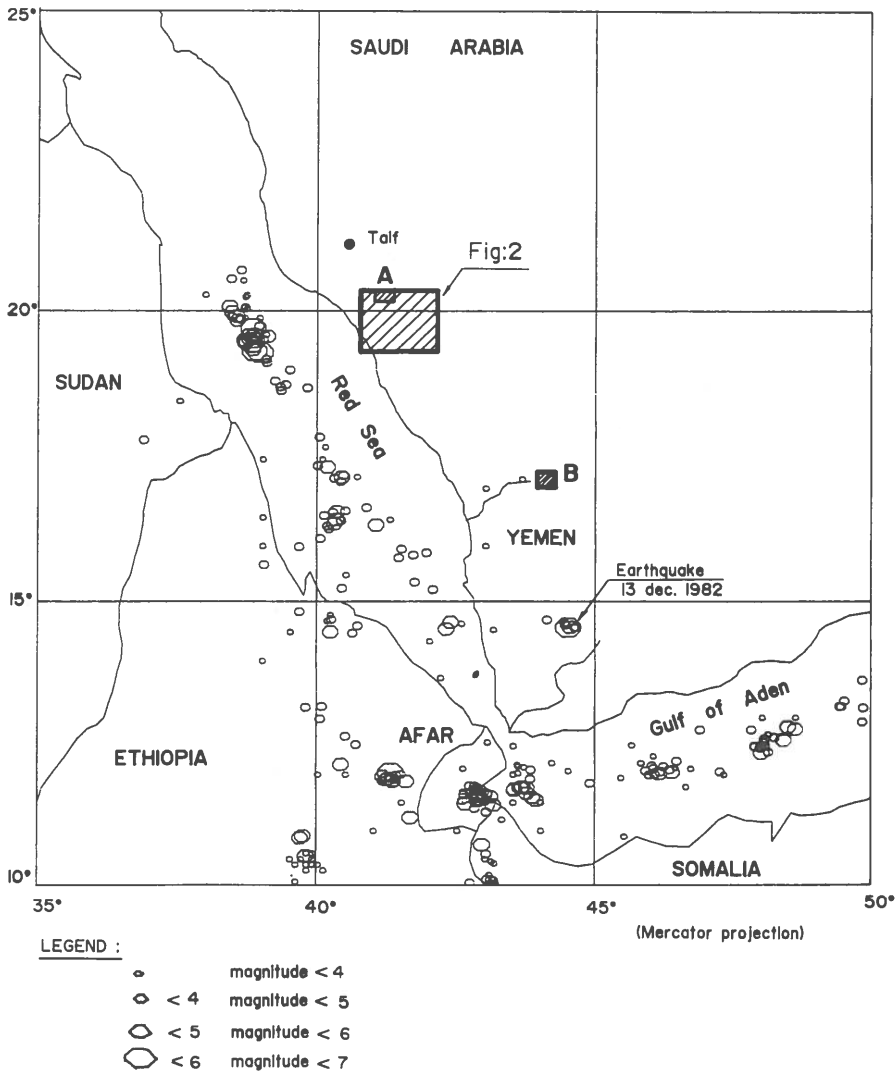 25°
SAUDI ARABIA
Talf
Fig:2
A
20°
SUDAN
Red Sea
B
YEMEN
Earthquake
13 dec. 1982
15°
Gulf of Aden
AFAR
ETHIOPIA
SOMALIA
10°
35° 40° 45° 50°
(Mercator projection)
LEGEND :
magnitude < 4
< 4 magnitude < 5
< 5 magnitude < 6
< 6 magnitude < 7